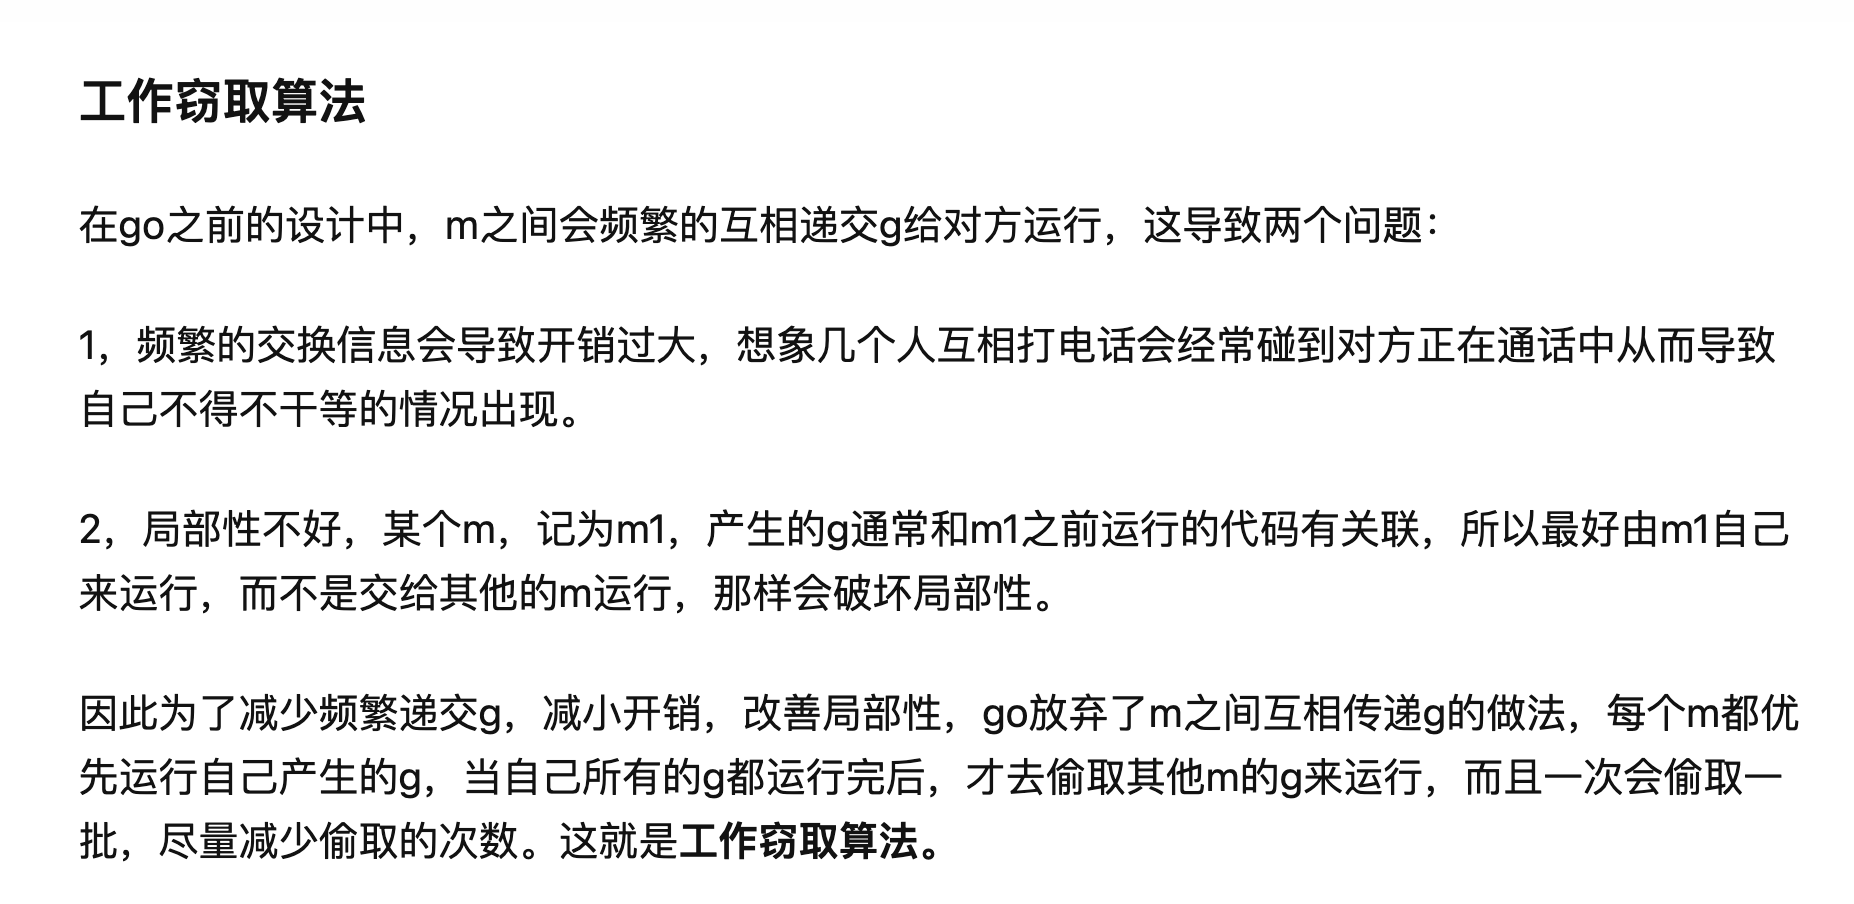 工作窃取算法
在go之前的设计中，m之间会频繁的互相递交g给对方运行，这导致两个问题：
1，频繁的交换信息会导致开销过大，想象几个人互相打电话会经常碰到对方正在通话中从而导致
自己不得不干等的情况出现。
2，局部性不好，某个m，记为m1，产生的g通常和m1之前运行的代码有关联，所以最好由m1自己
来运行，而不是交给其他的m运行，那样会破坏局部性。
因此为了减少频繁递交g，减小开销，改善局部性，go放弃了m之间互相传递g的做法，每个m都优
先运行自己产生的g，当自己所有的g都运行完后，才去偷取其他m的g来运行，而且一次会偷取一
批，尽量减少偷取的次数。这就是工作窃取算法。